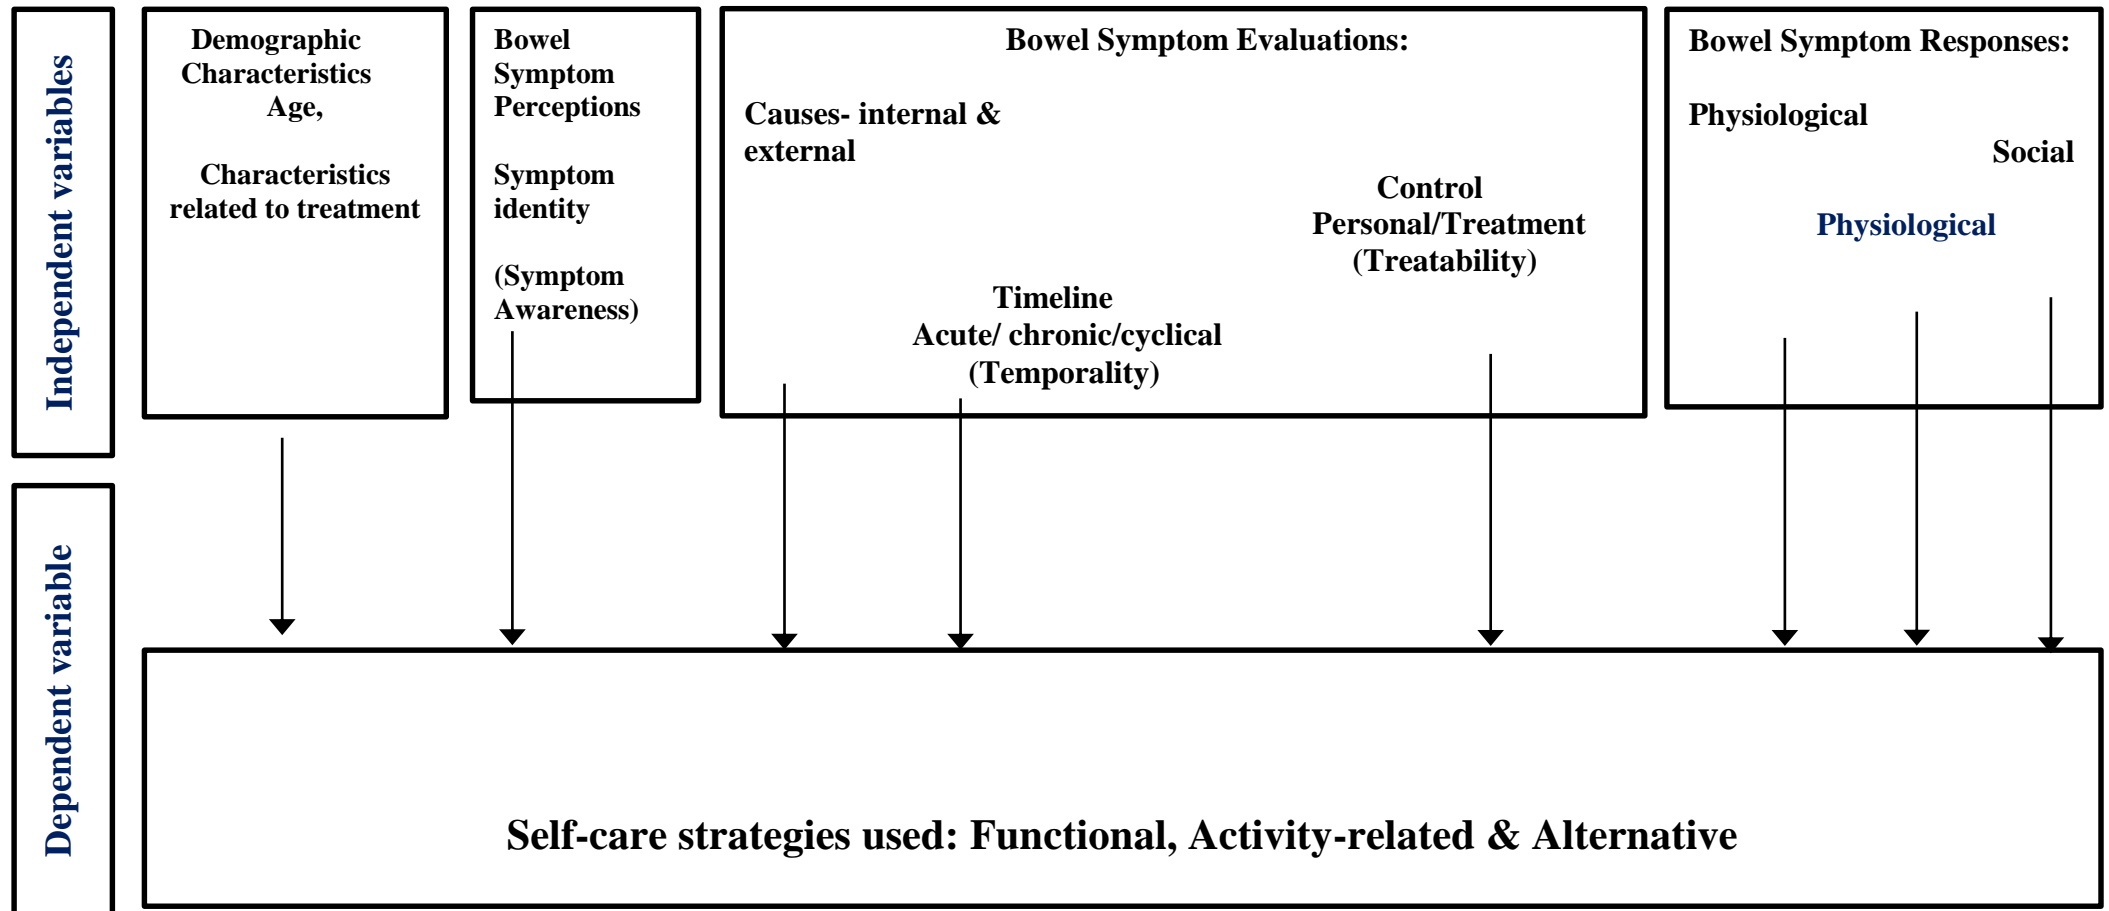 Independent variables
Demographic
Characteristics
Age,
Characteristics
related to treatment
Bowel
Symptom
Perceptions
Symptom
identity
(Symptom
Awareness)
Bowel Symptom Evaluations:
Causes- internal &
external
Control
Personal/Treatment
(Treatability)
Timeline
Acute/ chronic/cyclical
(Temporality)
Bowel Symptom Responses:
Physiological
Social
Physiological
Dependent variable
Self-care strategies used: Functional, Activity-related & Alternative